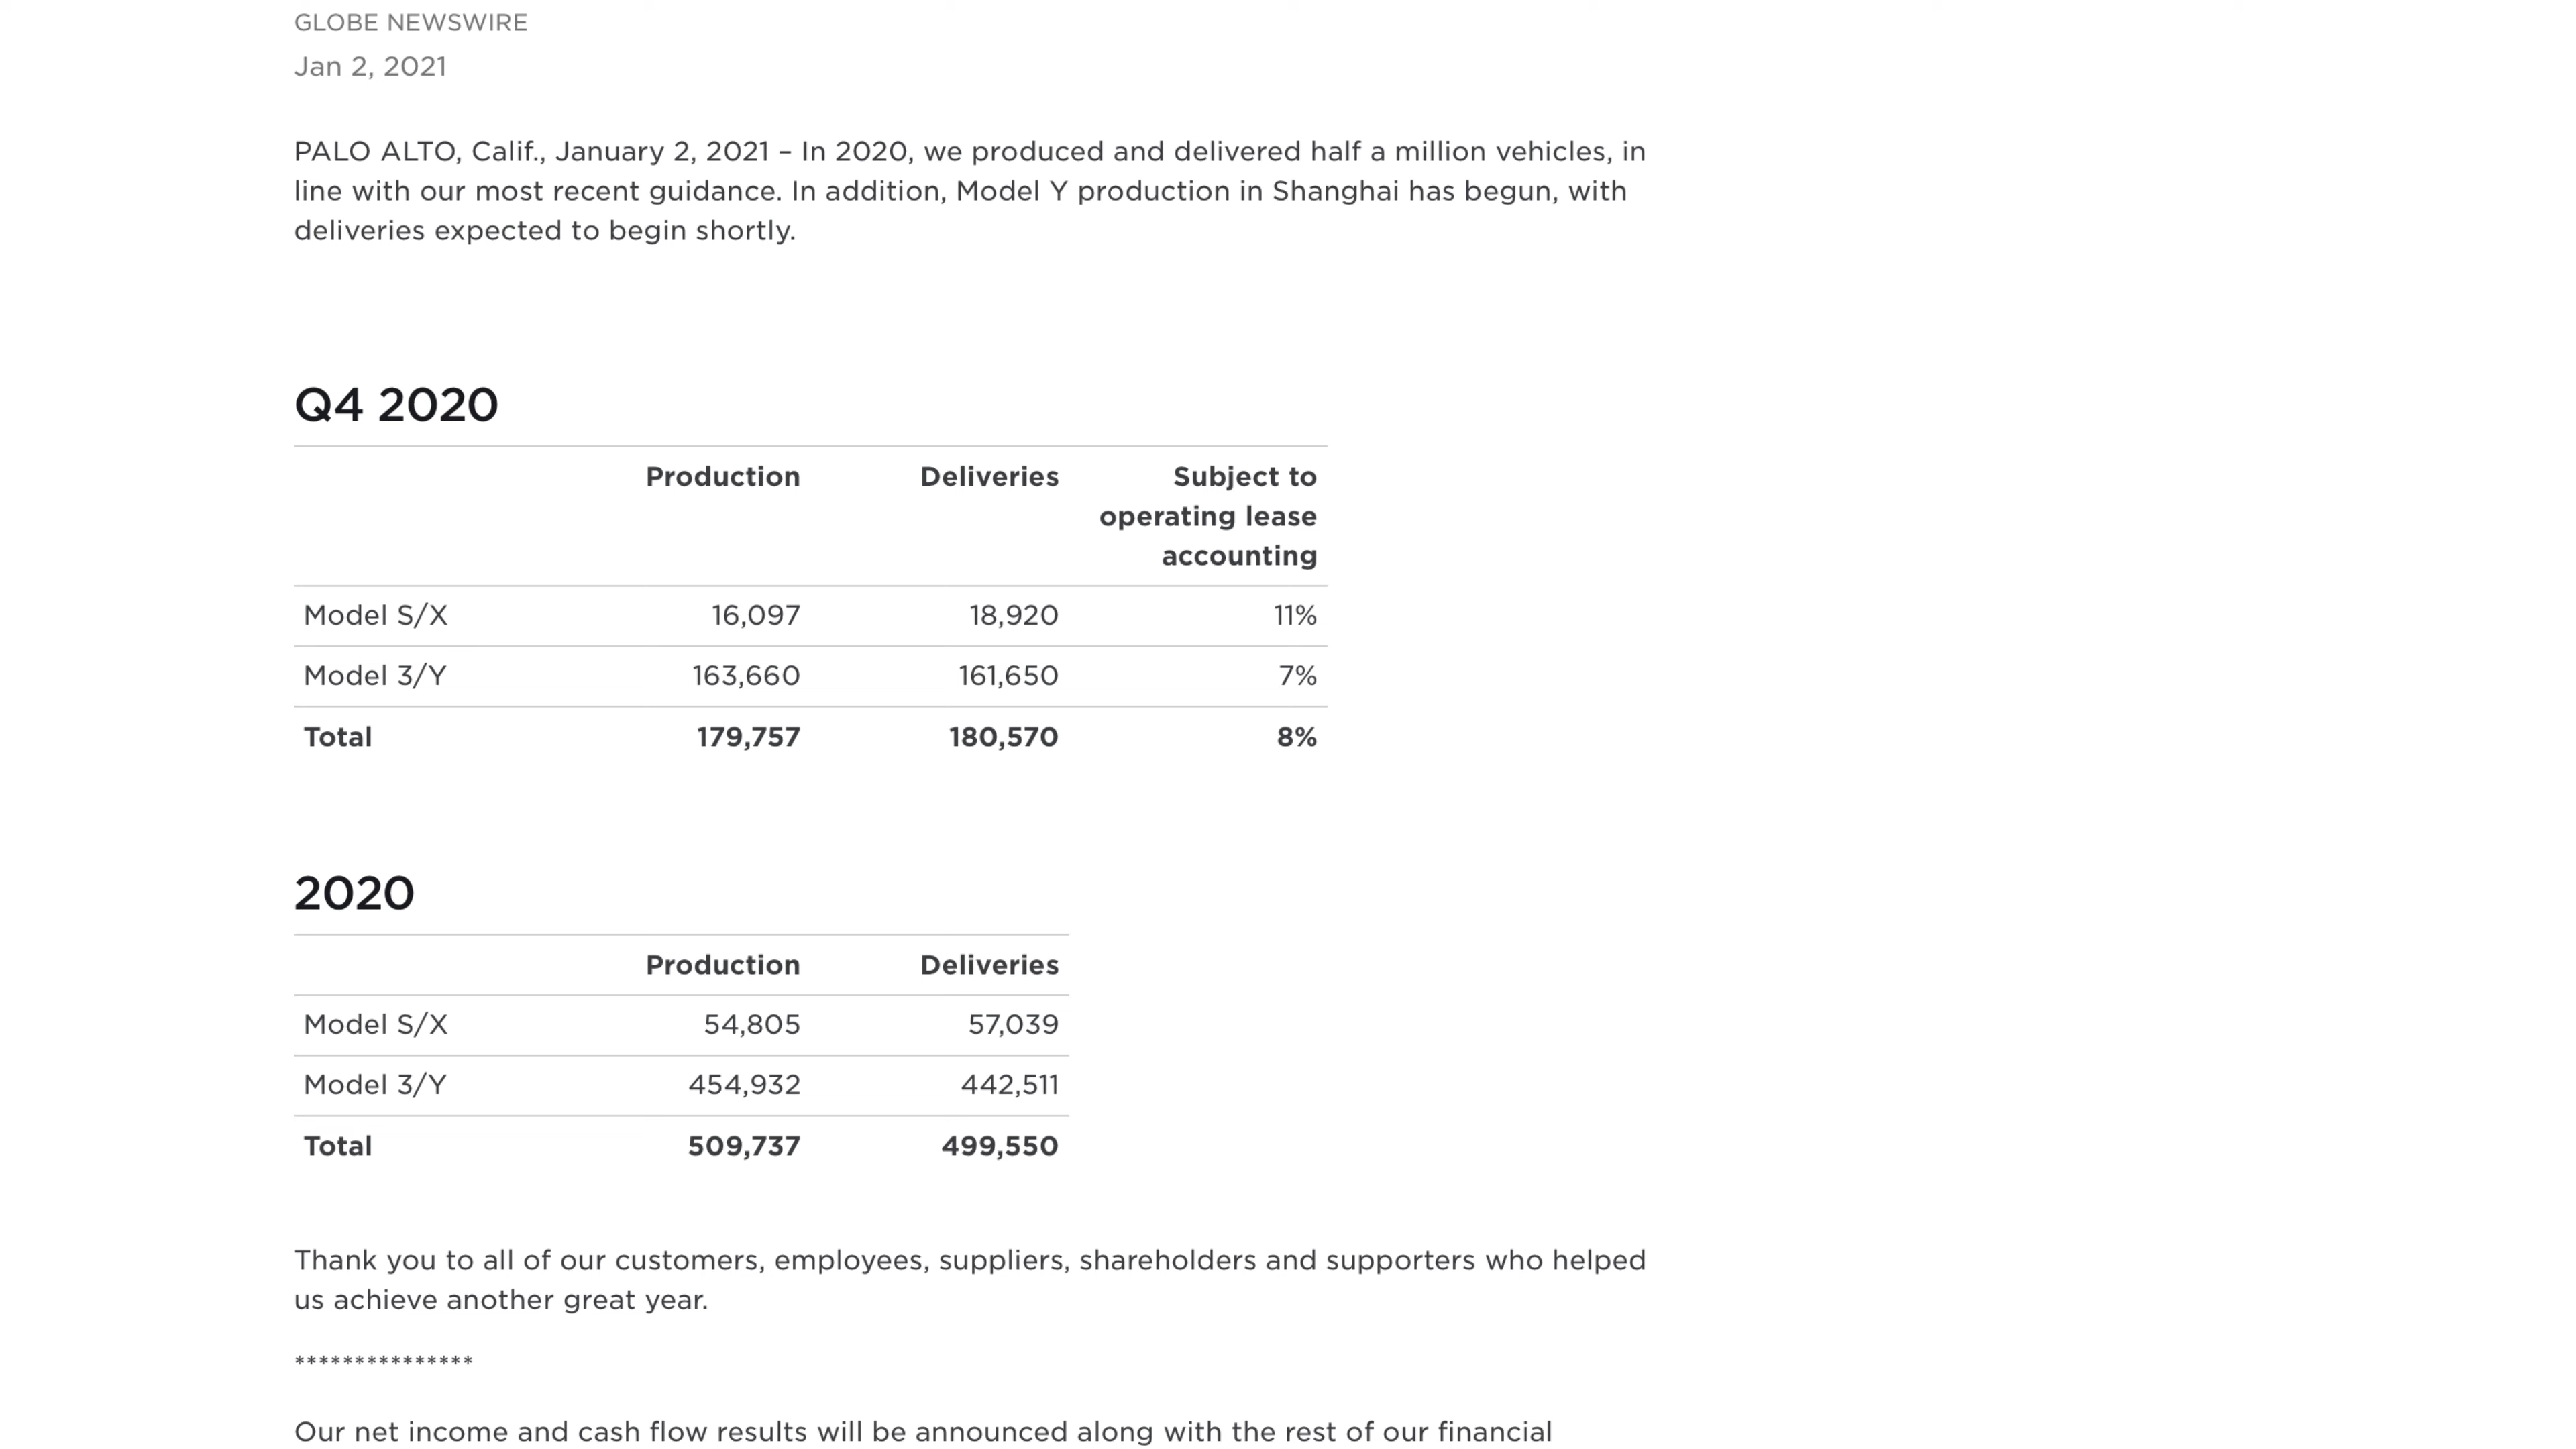 GLOBE NEWSWIRE
Jan 2, 2021
PALO ALTO, Calif., January 2, 2021 – In 2020, we produced and delivered half a million vehicles, in
line with our most recent guidance. In addition, Model Y production in Shanghai has begun, with
deliveries expected to begin shortly.
Q4 2020
Production Deliveries Subject to
operating lease
accounting
Model S/X 16,097 18,920 11%
Model 3/Y 163,660 161,650 7%
Total 179,757 180,570 8%
2020
Production Deliveries
Model S/X 54,805 57,039
Model 3/Y 454,932 442,511
Total 509,737 499,550
Thank you to all of our customers, employees, suppliers, shareholders and supporters who helped
us achieve another great year.
***************
Our net income and cash flow results will be announced along with the rest of our financial